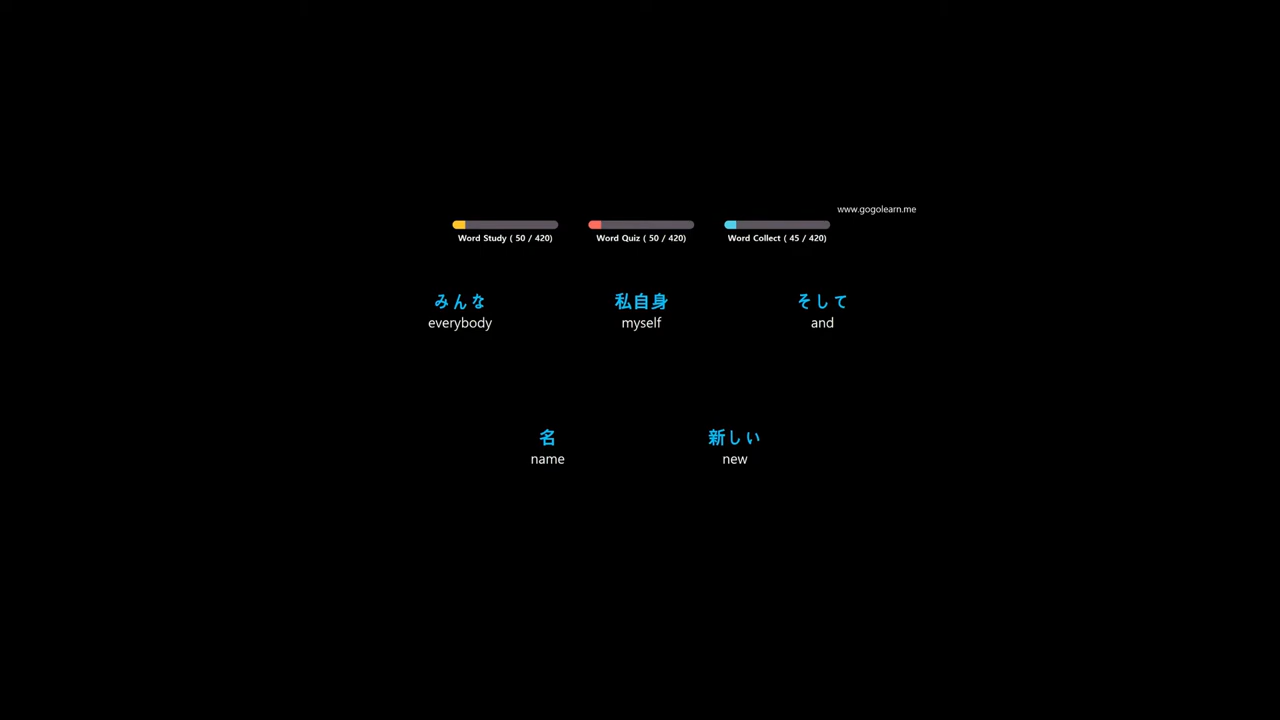 www.gogolearn.me
Word Study ( 50 / 420)
Word Quiz ( 50 / 420)
Word Collect ( 45 / 420)
みんな
everybody
私自身
myself
そして
and
名
name
新しい
new